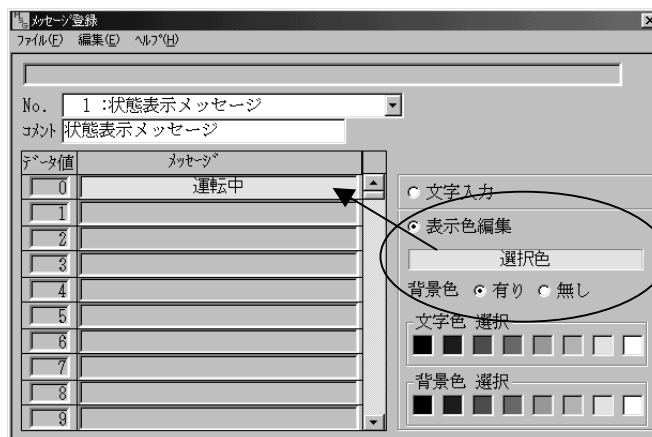 メッセージ登録
ファイル(F) 編集(E) ヘルプ(H)
No. 1 :状態表示メッセージ
コメント 状態表示メッセージ
データ値 メッセージ
0 運転中
1
2
3
4
5
6
7
8
9
文字入力
表示色編集
選択色
背景色 有り 無し
文字色 選択
背景色 選択